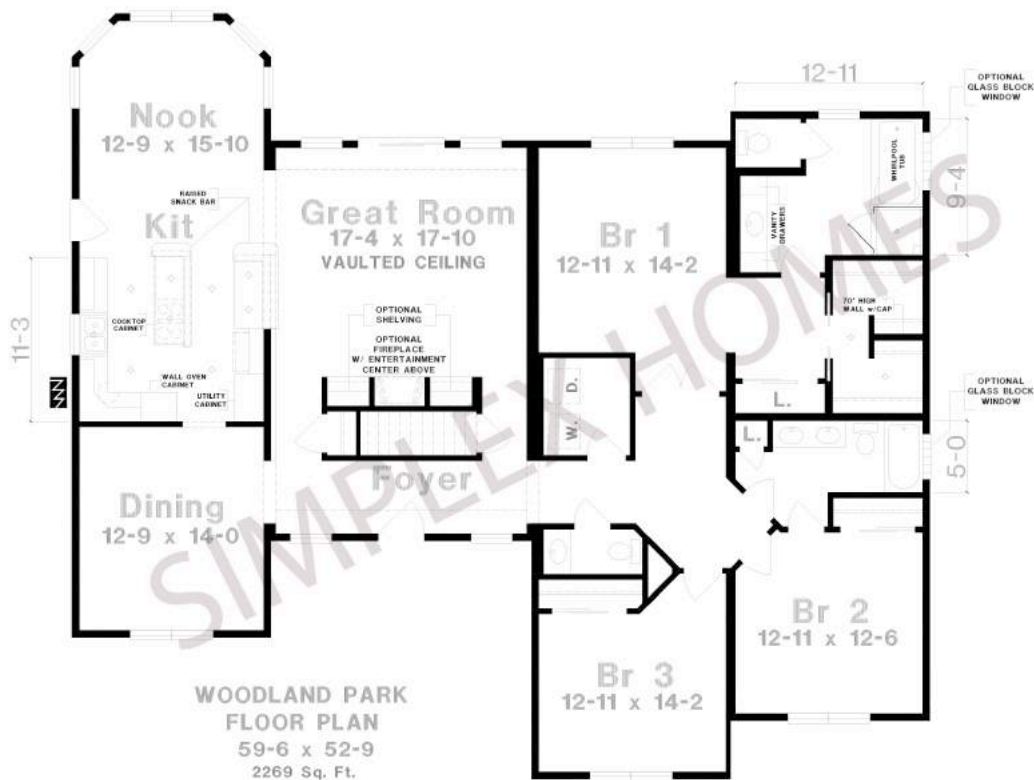 12-11
OPTIONAL
GLASS BLOCK
WINDOW
Nook
12-9 x 15-10
WHIRLPOOL
TUB
9-4
RAISED
SNACK BAR
Kit
Great Room
17-4 x 17-10
VAULTED CEILING
Br 1
12-11 x 14-2
VANITY
DRAWERS
11-3
COOKTOP
CABINET
OPTIONAL
SHELVING
OPTIONAL
FIREPLACE
W/ ENTERTAINMENT
CENTER ABOVE
70" HIGH
WALL w/CAP
WALL OVEN
CABINET
UTILITY
CABINET
W. D.
L.
OPTIONAL
GLASS BLOCK
WINDOW
L.
5-0
Foyer
Dining
12-9 x 14-0
Br 2
12-11 x 12-6
Br 3
12-11 x 14-2
WOODLAND PARK
FLOOR PLAN
59-6 x 52-9
2269 Sq. Ft.
SIMPLEX HOMES